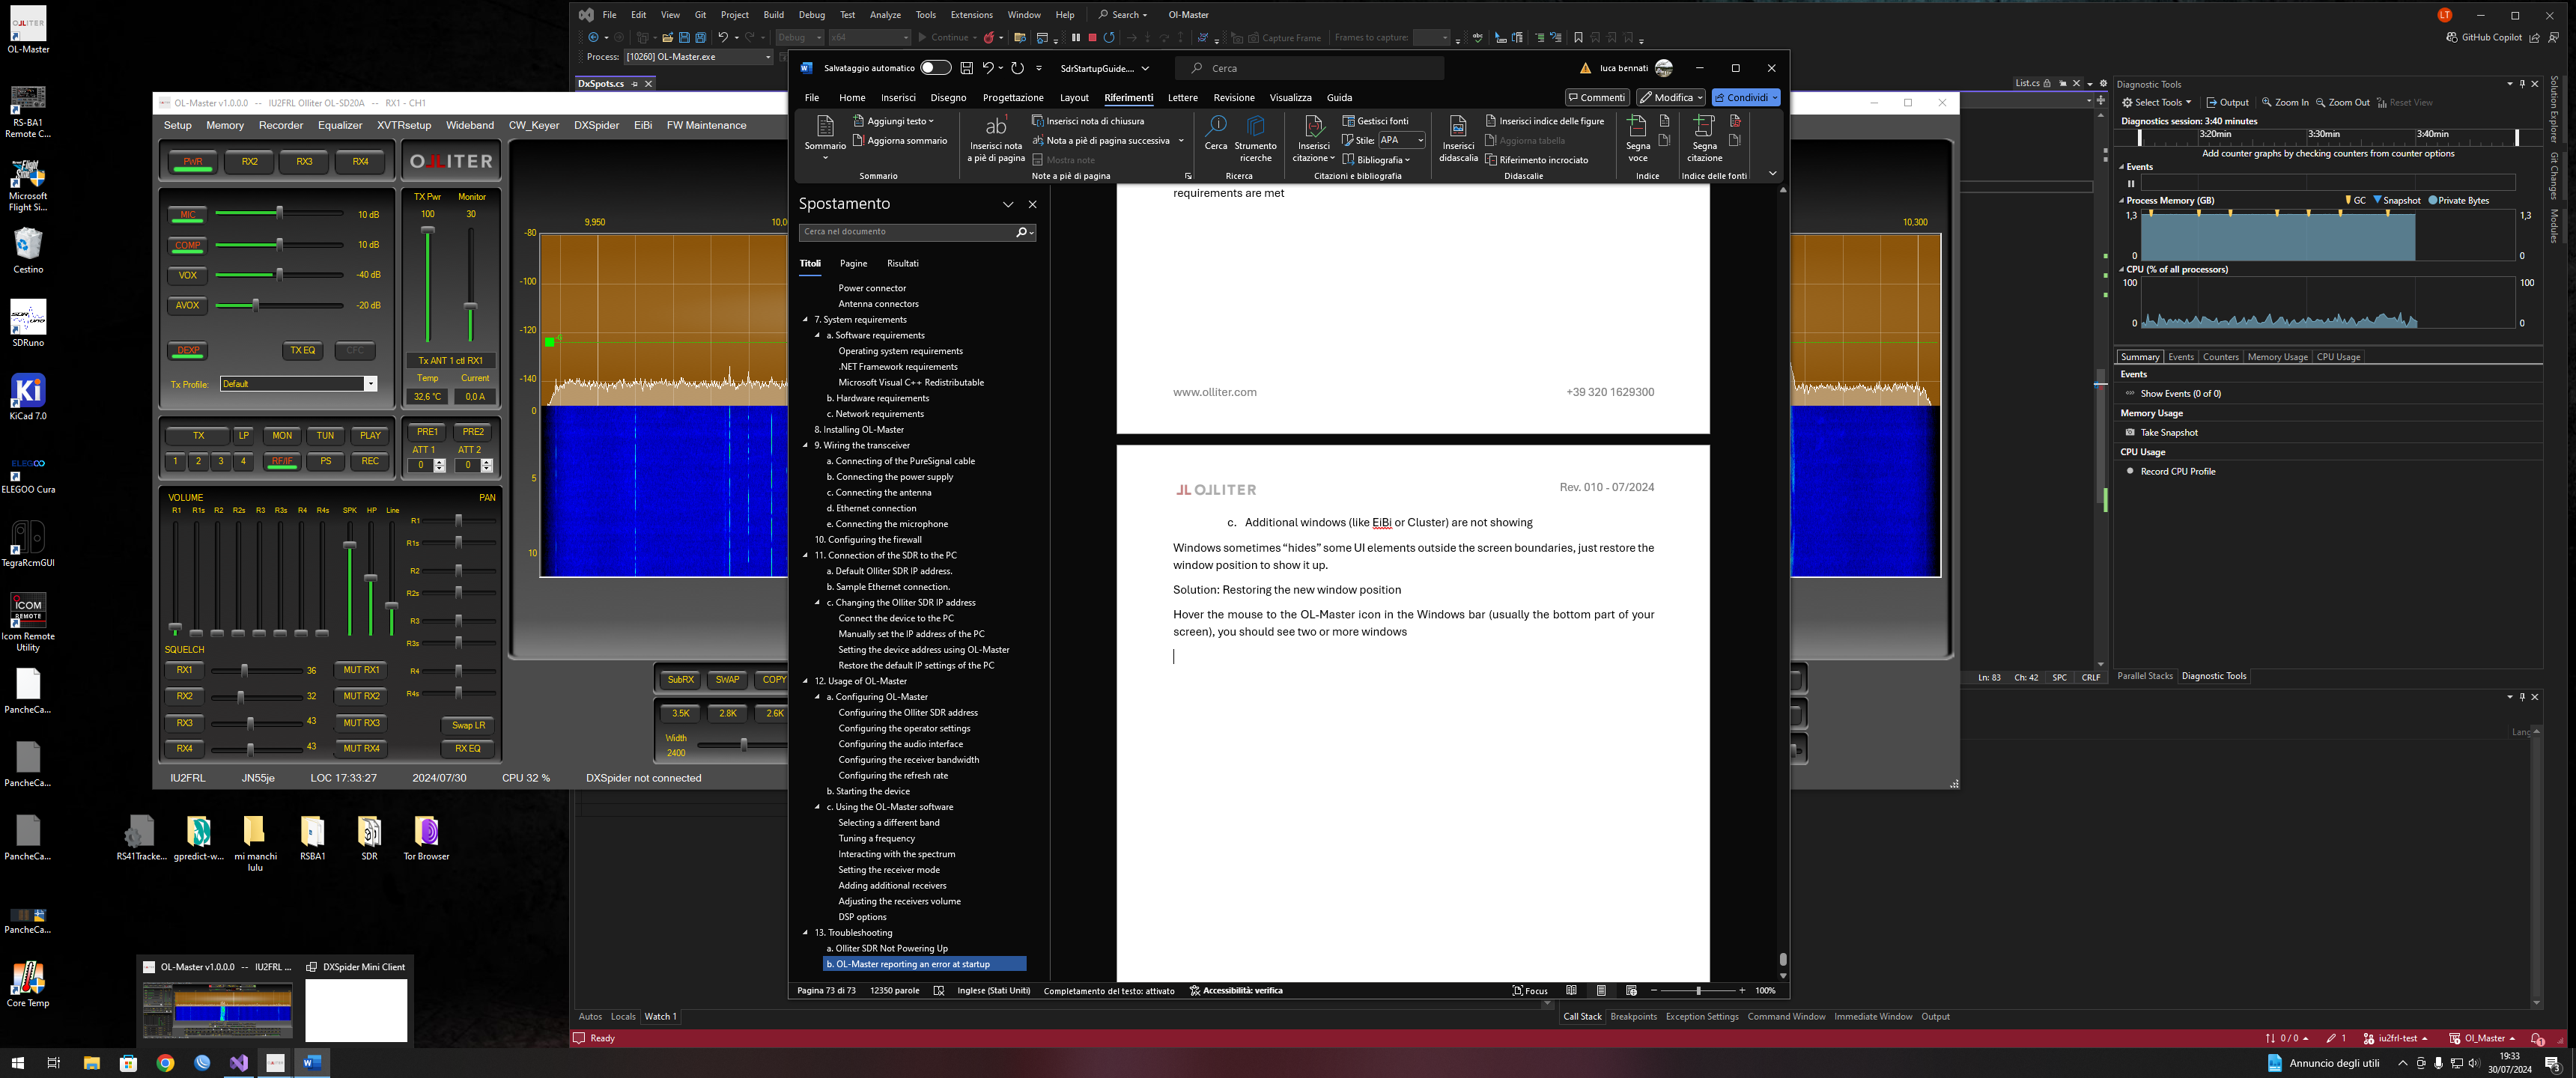 OL-Master
RS-BA1
Remote C...
Microsoft
Flight Si...
Cestino
SDRuno
KiCad 7.0
ELEGOO Cura
TegraRcmGUI
Icom Remote
Utility
PancheCa...
PancheCa...
PancheCa...
PancheCa...
Core Temp
RS41Tracke...
gpredict-w...
mi manchi
lulu
RSBA1
SDR
Tor Browser
File Edit View Git Project Build Debug Test Analyze Tools Extensions Window Help Search Ol-Master
Debug x64 Continue Capture Frame Frames to capture: GitHub Copilot
Process: [10260] OL-Master.exe
DxSpots.cs
List.cs
OL-Master v1.0.0.0 -- IU2FRL Olliter OL-SD20A -- RX1 - CH1
Setup Memory Recorder Equalizer XVTRsetup Wideband CW_Keyer DXSpider EiBi FW Maintenance
PWR RX2 RX3 RX4 OLLITER
MIC 10 dB
COMP 10 dB
VOX -40 dB
AVOX -20 dB
DEXP TX EQ CFC
Tx Profile: Default
TX Pwr Monitor
100 30
Tx ANT 1 ctl RX1
Temp Current
32,6 °C 0,0 A
TX LP MON TUN PLAY
1 2 3 4 RF/IF PS REC
PRE1 PRE2
ATT 1 ATT 2
0 0
VOLUME PAN
R1 R1s R2 R2s R3 R3s R4 R4s SPK HP Line
R1
R1s
R2
R2s
R3
R3s
R4
R4s
SQUELCH
RX1 36 MUT RX1
RX2 32 MUT RX2
RX3 43 MUT RX3
RX4 43 MUT RX4
Swap LR
RX EQ
9,950 10,0
10,300
-80
-100
-120
-140
0
5
10
G
SubRX SWAP COPY
3.5K 2.8K 2.6K
Width
2400
IU2FRL JN55je LOC 17:33:27 2024/07/30 CPU 32 % DXSpider not connected
Salvataggio automatico SdrStartupGuide.... Cerca luca bennati
File Home Inserisci Disegno Progettazione Layout Riferimenti Lettere Revisione Visualizza Guida Commenti Modifica Condividi
Sommario
Aggiungi testo
Aggiorna sommario
Sommario
Inserisci nota
a piè di pagina
Inserisci nota di chiusura
Nota a piè di pagina successiva
Mostra note
Note a piè di pagina
Cerca
Strumento
ricerche
Ricerca
Inserisci
citazione
Gestisci fonti
Stile: APA
Bibliografia
Citazioni e bibliografia
Inserisci
didascalia
Inserisci indice delle figure
Aggiorna tabella
Riferimento incrociato
Didascalie
Segna
voce
Indice
Segna
citazione
Indice delle fonti
Spostamento
Cerca nel documento
Titoli Pagine Risultati
Power connector
Antenna connectors
7. System requirements
a. Software requirements
Operating system requirements
.NET Framework requirements
Microsoft Visual C++ Redistributable
b. Hardware requirements
c. Network requirements
8. Installing OL-Master
9. Wiring the transceiver
a. Connecting of the PureSignal cable
b. Connecting the power supply
c. Connecting the antenna
d. Ethernet connection
e. Connecting the microphone
10. Configuring the firewall
11. Connection of the SDR to the PC
a. Default Olliter SDR IP address.
b. Sample Ethernet connection.
c. Changing the Olliter SDR IP address
Connect the device to the PC
Manually set the IP address of the PC
Setting the device address using OL-Master
Restore the default IP settings of the PC
12. Usage of OL-Master
a. Configuring OL-Master
Configuring the Olliter SDR address
Configuring the operator settings
Configuring the audio interface
Configuring the receiver bandwidth
Configuring the refresh rate
b. Starting the device
c. Using the OL-Master software
Selecting a different band
Tuning a frequency
Interacting with the spectrum
Setting the receiver mode
Adding additional receivers
Adjusting the receivers volume
DSP options
13. Troubleshooting
a. Olliter SDR Not Powering Up
b. OL-Master reporting an error at startup
requirements are met
www.olliter.com +39 320 1629300
OLLITER Rev. 010 - 07/2024
c. Additional windows (like EiBi or Cluster) are not showing
Windows sometimes “hides” some UI elements outside the screen boundaries, just restore the
window position to show it up.
Solution: Restoring the new window position
Hover the mouse to the OL-Master icon in the Windows bar (usually the bottom part of your
screen), you should see two or more windows
Pagina 73 di 73 12350 parole Inglese (Stati Uniti) Completamento del testo: attivato Accessibilità: verifica Focus 100%
Diagnostic Tools
Select Tools Output Zoom In Zoom Out Reset View
Diagnostics session: 3:40 minutes
3:20min 3:30min 3:40min
Add counter graphs by checking counters from counter options
Events
Process Memory (GB) GC Snapshot Private Bytes
1,3 1,3
0 0
CPU (% of all processors)
100 100
0 0
Summary Events Counters Memory Usage CPU Usage
Events
Show Events (0 of 0)
Memory Usage
Take Snapshot
CPU Usage
Record CPU Profile
Solution Explorer
Git Changes
Modules
Ln: 83 Ch: 42 SPC CRLF
Parallel Stacks Diagnostic Tools
Lang
Autos Locals Watch 1
Call Stack Breakpoints Exception Settings Command Window Immediate Window Output
Ready
0 / 0 1 iu2frl-test Ol_Master
OL-Master v1.0.0.0 -- IU2FRL ...
DXSpider Mini Client
Annuncio degli utili
19:33
30/07/2024